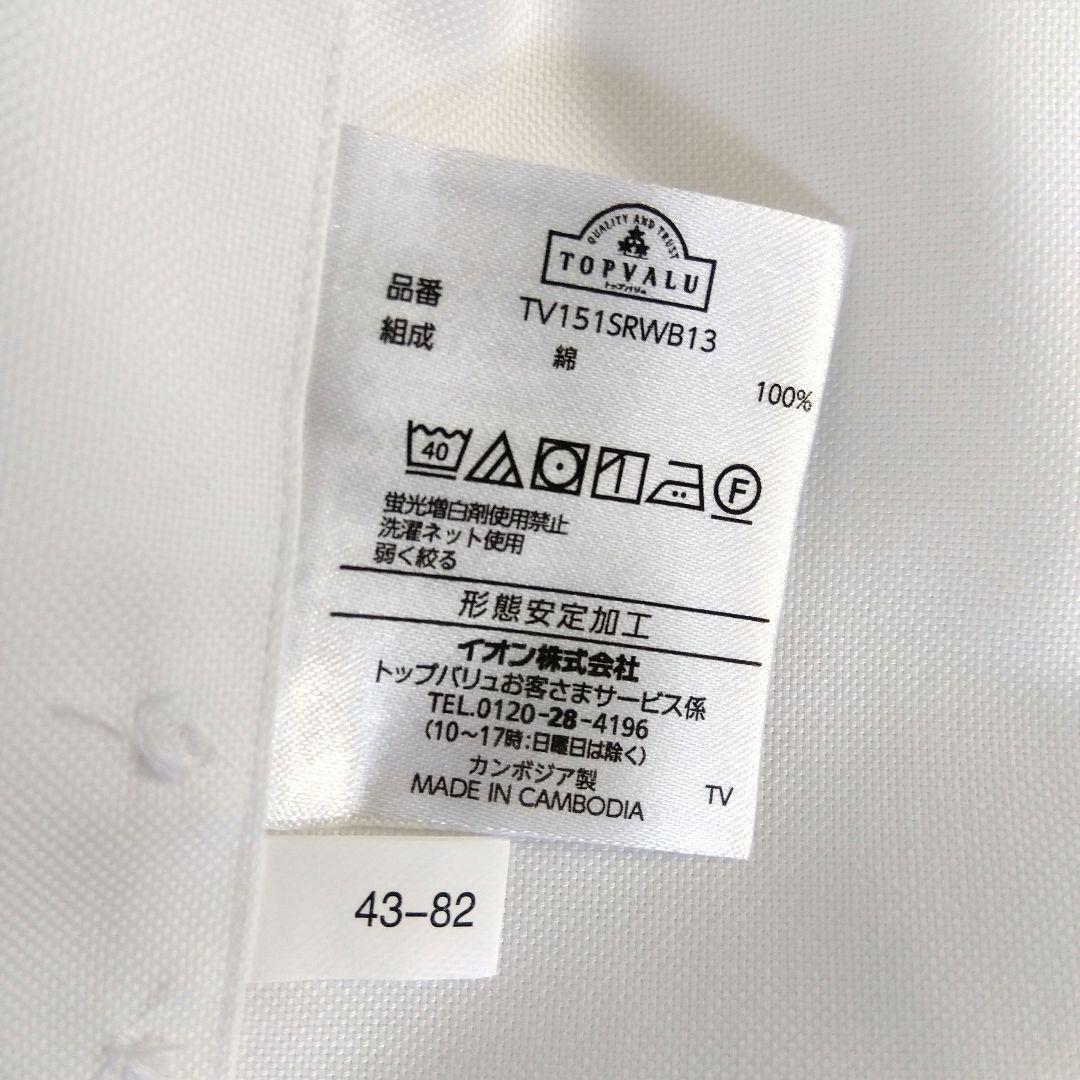 QUALITY AND TRUST
TOPVALU
トップバリュ
品番 TV151SRWB13
組成 綿 100%
40 F
蛍光増白剤使用禁止
洗濯ネット使用
弱く絞る
形態安定加工
イオン株式会社
トップバリュお客さまサービス係
TEL.0120-28-4196
(10～17時:日曜日は除く)
カンボジア製
MADE IN CAMBODIA TV
43-82